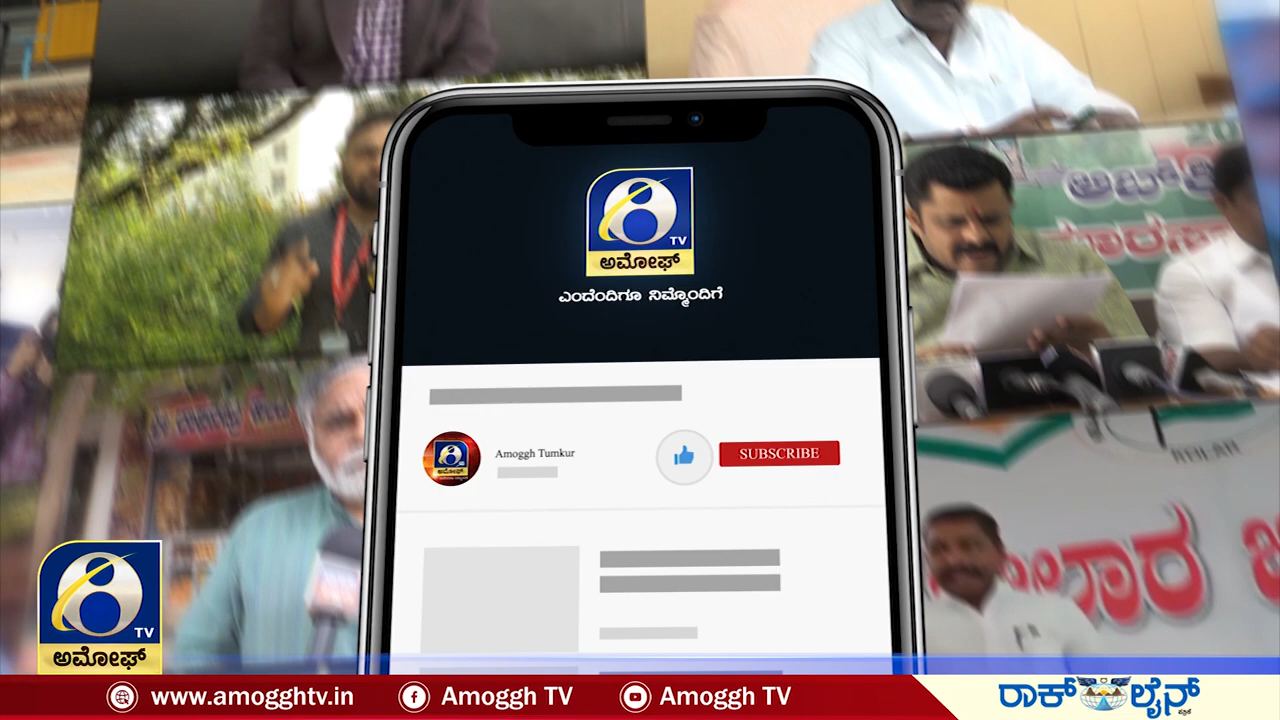 TV
ಅಮೋಘ್
ಎಂದೆಂದಿಗೂ ನಿಮ್ಮೊಂದಿಗೆ
Amoggh Tumkur
SUBSCRIBE
TV
ಅಮೋಘ್
www.amogghtv.in
Amoggh TV
Amoggh TV
ರಾಕ್ ಲೈನ್